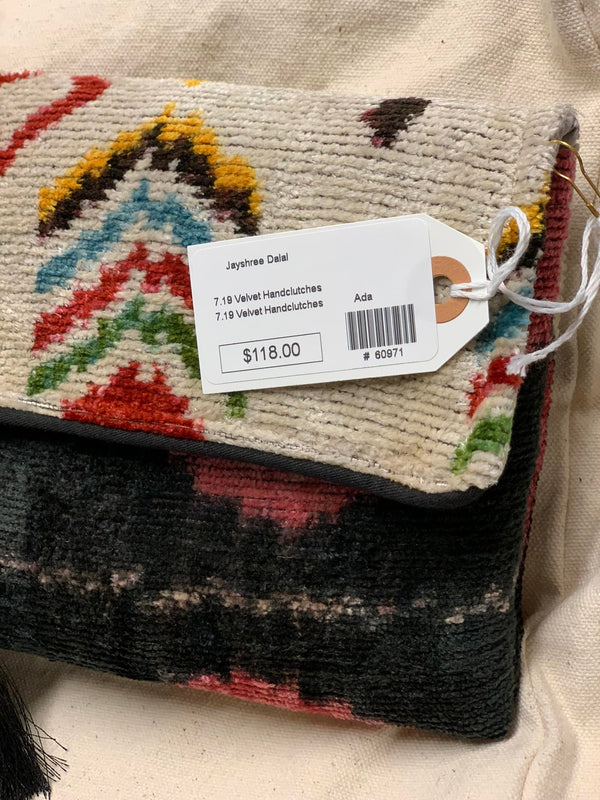 Jayshree Dalal
7.19 Velvet Handclutches
7.19 Velvet Handclutches
Ada
$118.00
# 60971